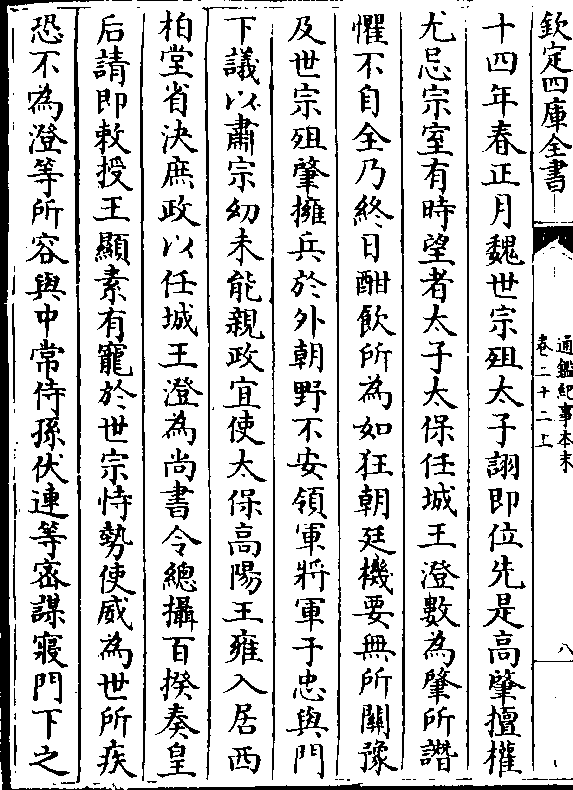 欽定四庫全書
通鑑紀事本末
卷二十二上
八
十四年春正月魏世宗殂太子詡即位先是高肇擅權
尤忌宗室有時望者太子太保任城王澄數為肇所譖
懼不自全乃終日酣飲所為如狂朝廷機要無所關豫
及世宗殂肇擁兵於外朝野不安領軍將軍于忠與門
下議以肅宗幼未能親政宜使太保高陽王雍入居西
柏堂省決庶政以任城王澄為尚書令總攝百揆奏皇
后請即敕授王顯素有寵於世宗恃勢使威為世所疾
恐不為澄等所容與中常侍孫伏連等密謀寢門下之